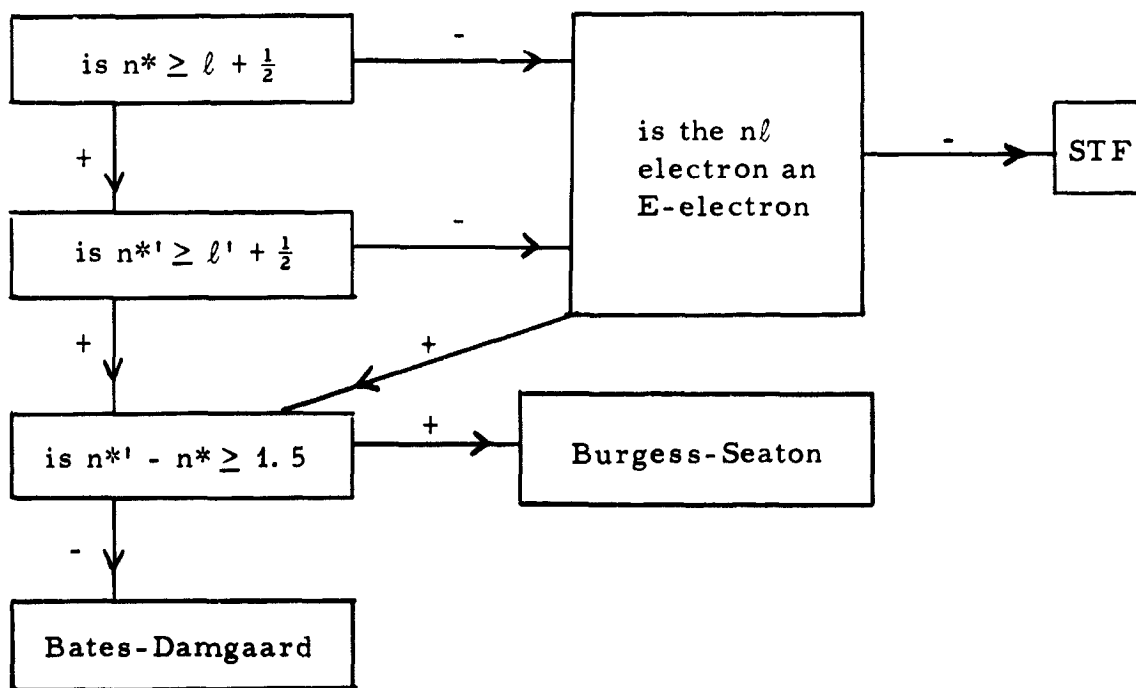 is n* ≥ ℓ + ½
-
+
is the nℓ
electron an
E-electron
-
STF
is n*' ≥ ℓ' + ½
-
+
+
is n*' - n* ≥ 1.5
+
Burgess-Seaton
-
Bates-Damgaard